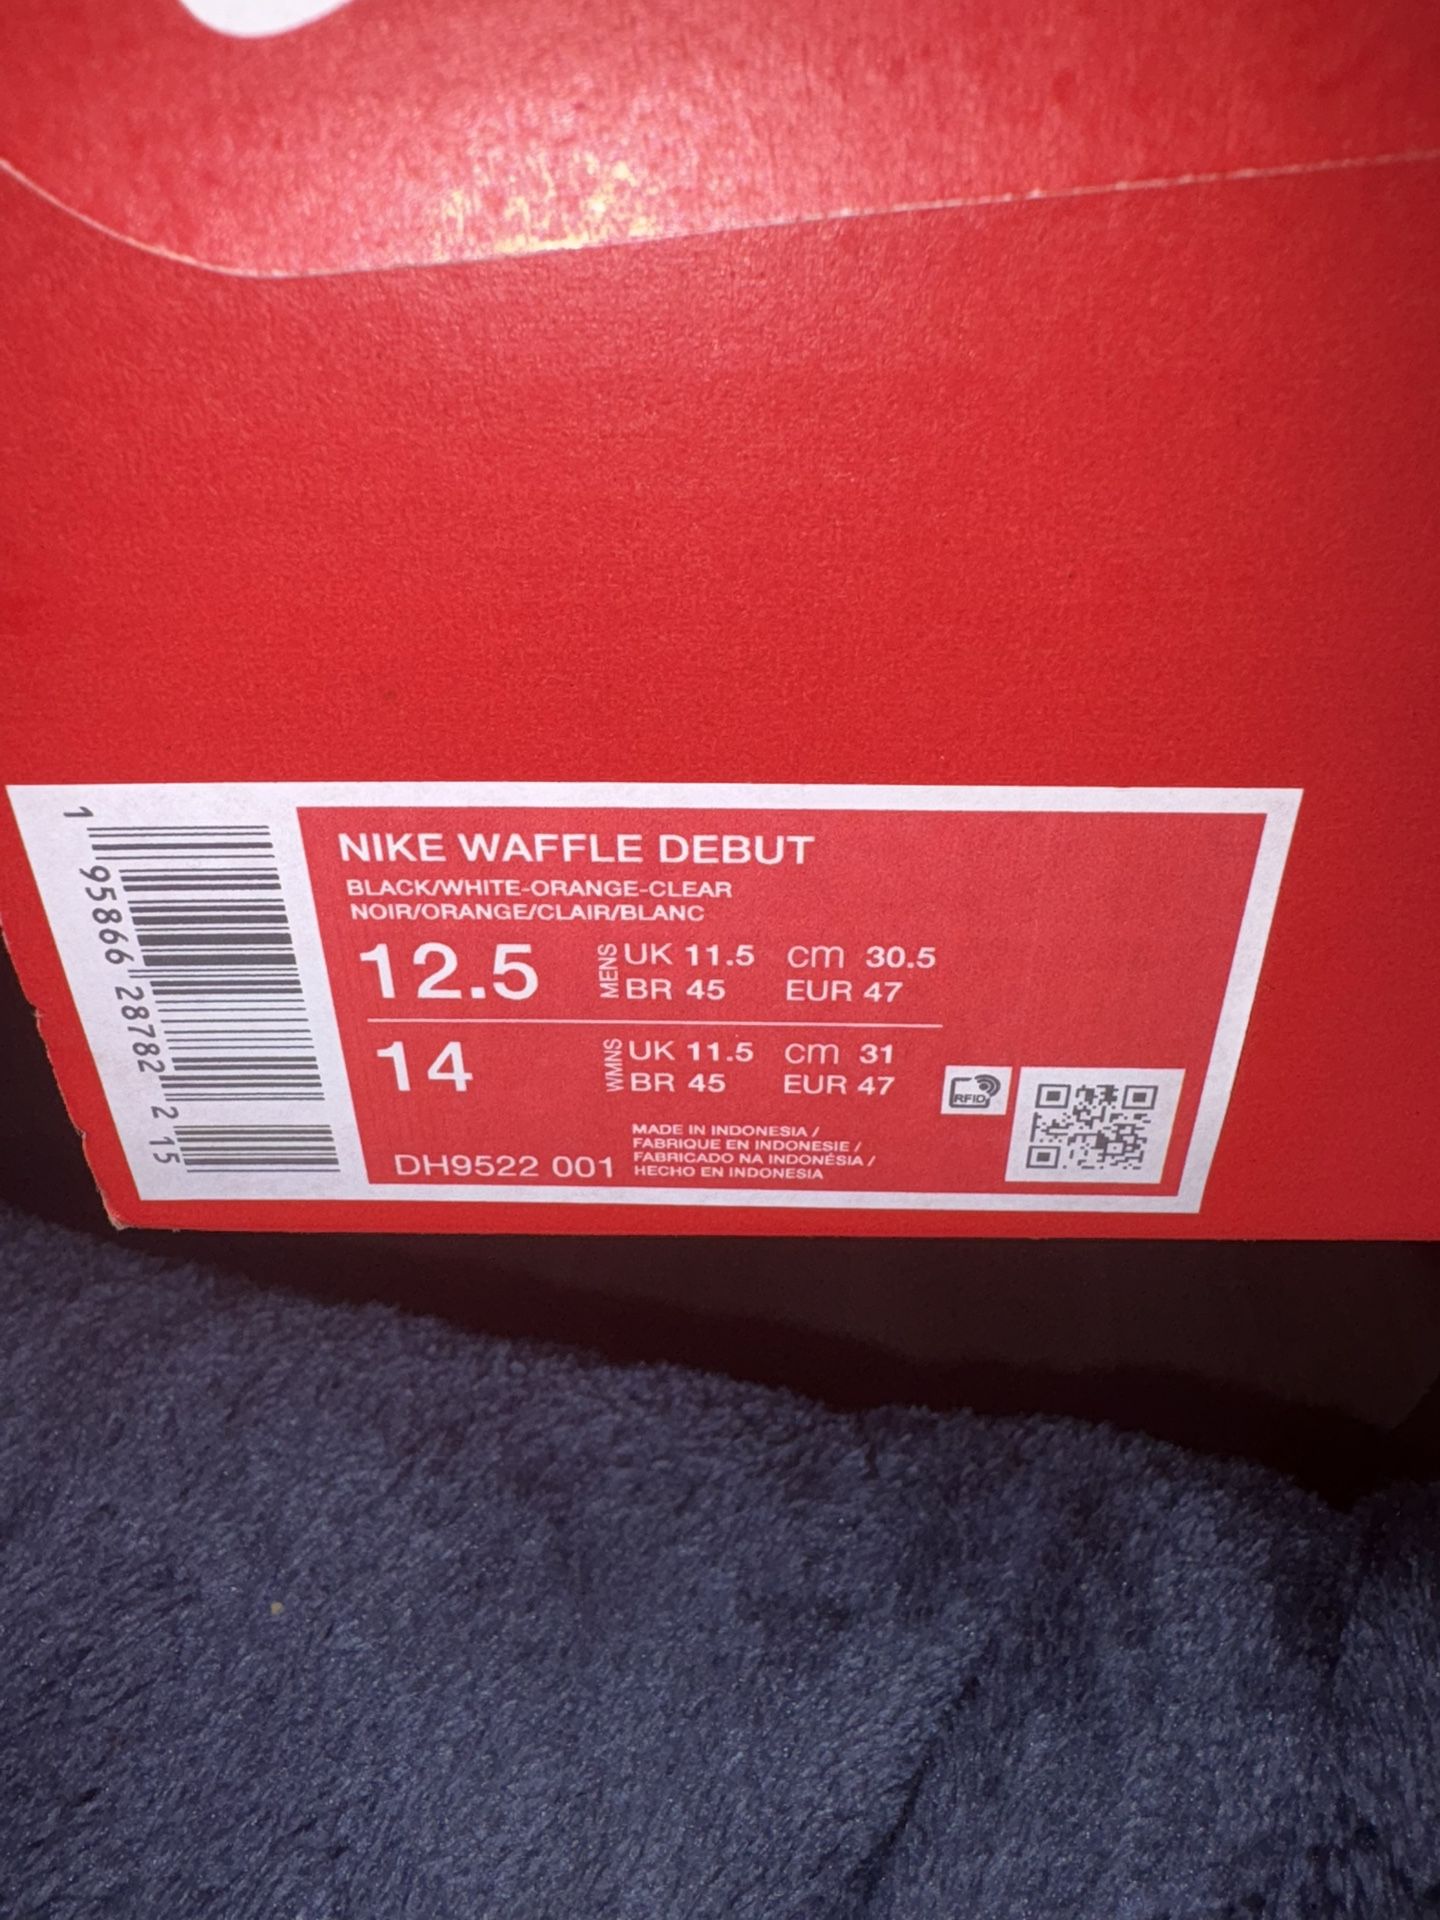 NIKE WAFFLE DEBUT
BLACK/WHITE-ORANGE-CLEAR
NOIR/ORANGE/CLAIR/BLANC
12.5 MENS UK 11.5 cm 30.5
BR 45 EUR 47
14 WMNS UK 11.5 cm 31
BR 45 EUR 47
RFID
MADE IN INDONESIA /
FABRIQUE EN INDONESIE /
FABRICADO NA INDONÉSIA /
HECHO EN INDONESIA
DH9522 001
1 95866 28782 2 15